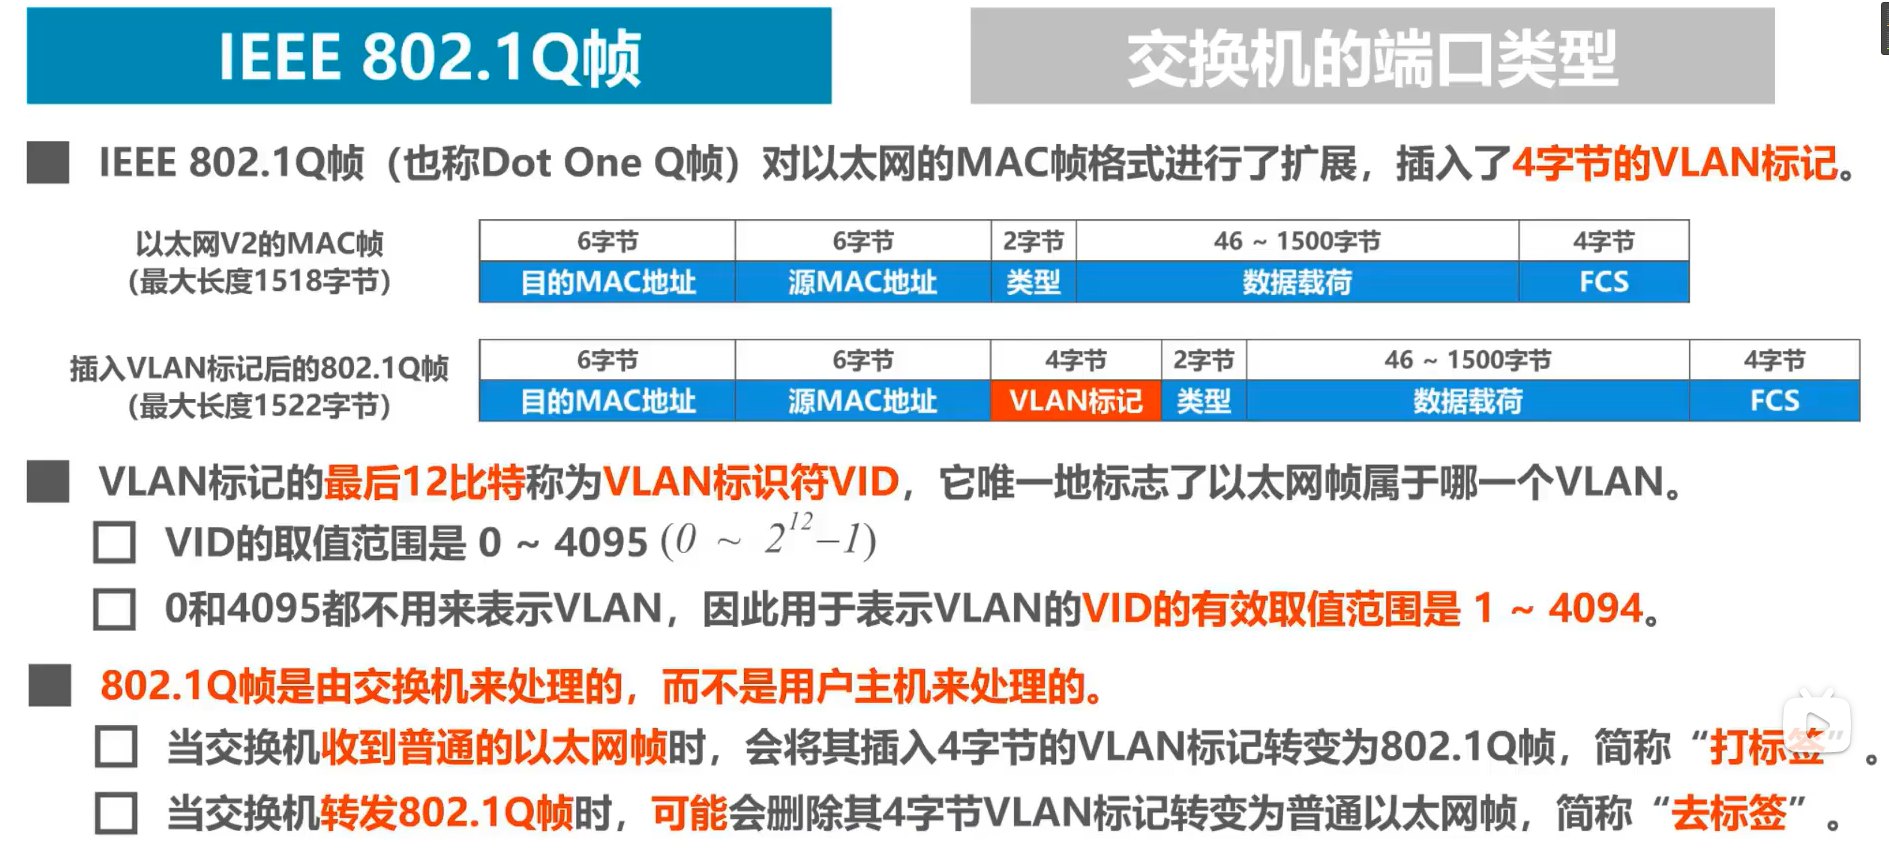 IEEE 802.1Q帧
交换机的端口类型
IEEE 802.1Q帧（也称Dot One Q帧）对以太网的MAC帧格式进行了扩展，插入了4字节的VLAN标记。
以太网V2的MAC帧
(最大长度1518字节)
6字节 6字节 2字节 46 ~ 1500字节 4字节
目的MAC地址 源MAC地址 类型 数据载荷 FCS
插入VLAN标记后的802.1Q帧
(最大长度1522字节)
6字节 6字节 4字节 2字节 46 ~ 1500字节 4字节
目的MAC地址 源MAC地址 VLAN标记 类型 数据载荷 FCS
VLAN标记的最后12比特称为VLAN标识符VID，它唯一地标志了以太网帧属于哪一个VLAN。
VID的取值范围是 0 ~ 4095 (0 ~ 2^12−1)
0和4095都不用来表示VLAN，因此用于表示VLAN的VID的有效取值范围是 1 ~ 4094。
802.1Q帧是由交换机来处理的，而不是用户主机来处理的。
当交换机收到普通的以太网帧时，会将其插入4字节的VLAN标记转变为802.1Q帧，简称“打标签”。
当交换机转发802.1Q帧时，可能会删除其4字节VLAN标记转变为普通以太网帧，简称“去标签”。